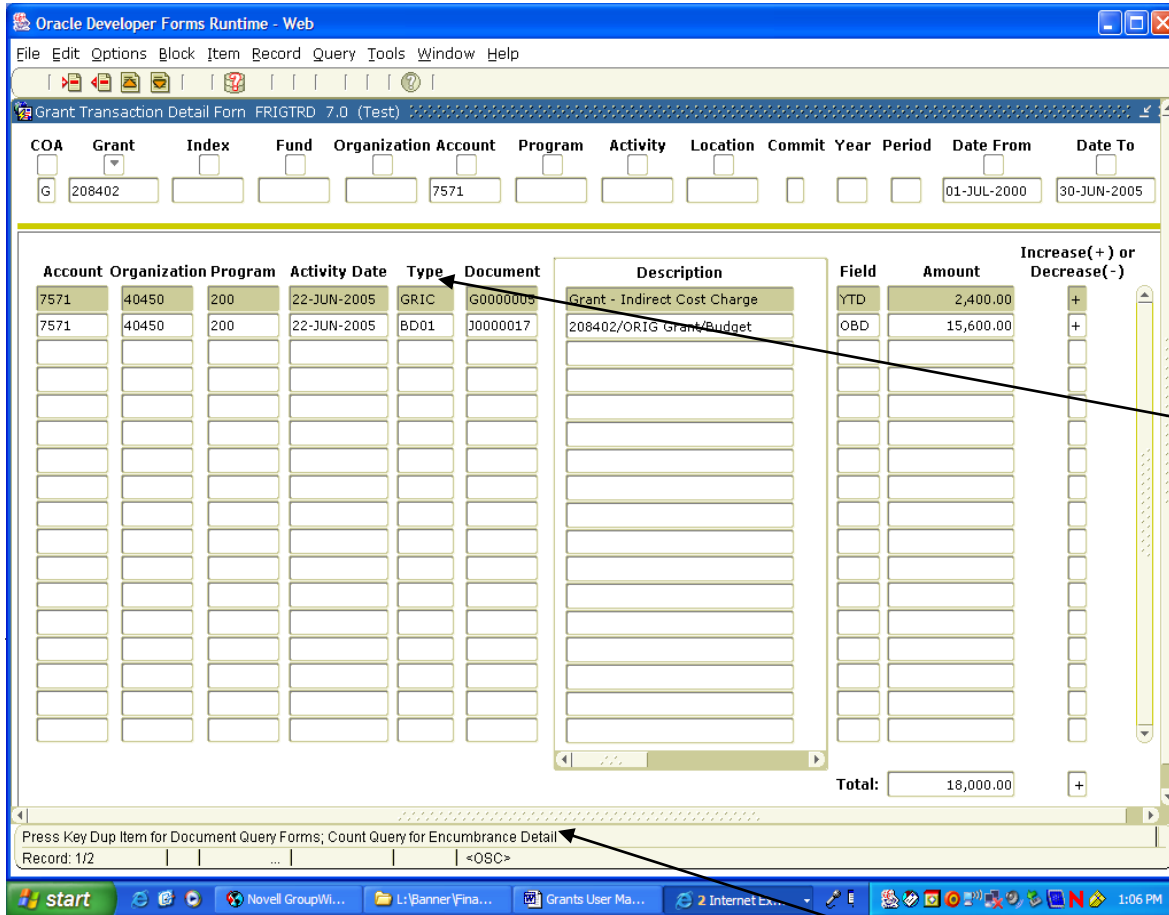 Oracle Developer Forms Runtime - Web
File Edit Options Block Item Record Query Tools Window Help
Grant Transaction Detail Forn FRIGTRD 7.0 (Test)
COA Grant Index Fund Organization Account Program Activity Location Commit Year Period Date From Date To
G 208402 7571 01-JUL-2000 30-JUN-2005
Increase(+) or
Account Organization Program Activity Date Type Document Description Field Amount Decrease(-)
7571 40450 200 22-JUN-2005 GRIC G0000005 Grant - Indirect Cost Charge YTD 2,400.00 +
7571 40450 200 22-JUN-2005 BD01 J0000017 208402/ORIG Grant/Budget OBD 15,600.00 +
Total: 18,000.00 +
Press Key Dup Item for Document Query Forms; Count Query for Encumbrance Detail
Record: 1/2 ... <OSC>
start Novell GroupWi... L:\Banner\Fina... Grants User Ma... 2 Internet Ex... 1:06 PM